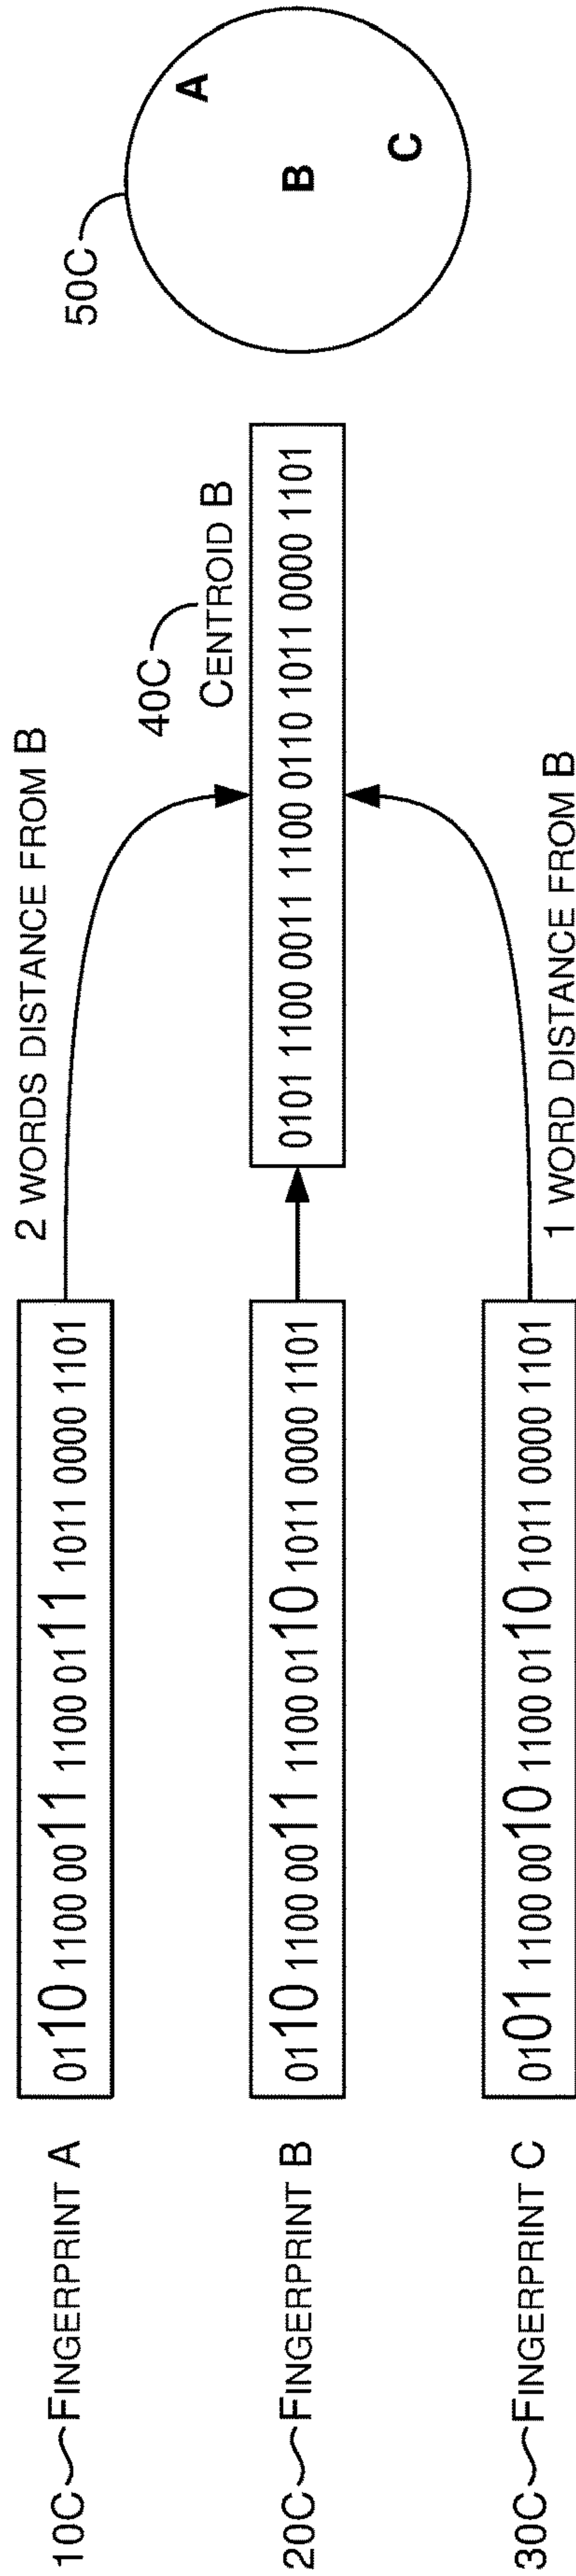 10C FINGERPRINT A
0110 1100 0011 1100 0111 1011 0000 1101
2 WORDS DISTANCE FROM B
20C FINGERPRINT B
0110 1100 0011 1100 0110 1011 0000 1101
40C
CENTROID B
0101 1100 0011 1100 0110 1011 0000 1101
30C FINGERPRINT C
0101 1100 0010 1100 0110 1011 0000 1101
1 WORD DISTANCE FROM B
50C
A
B
C